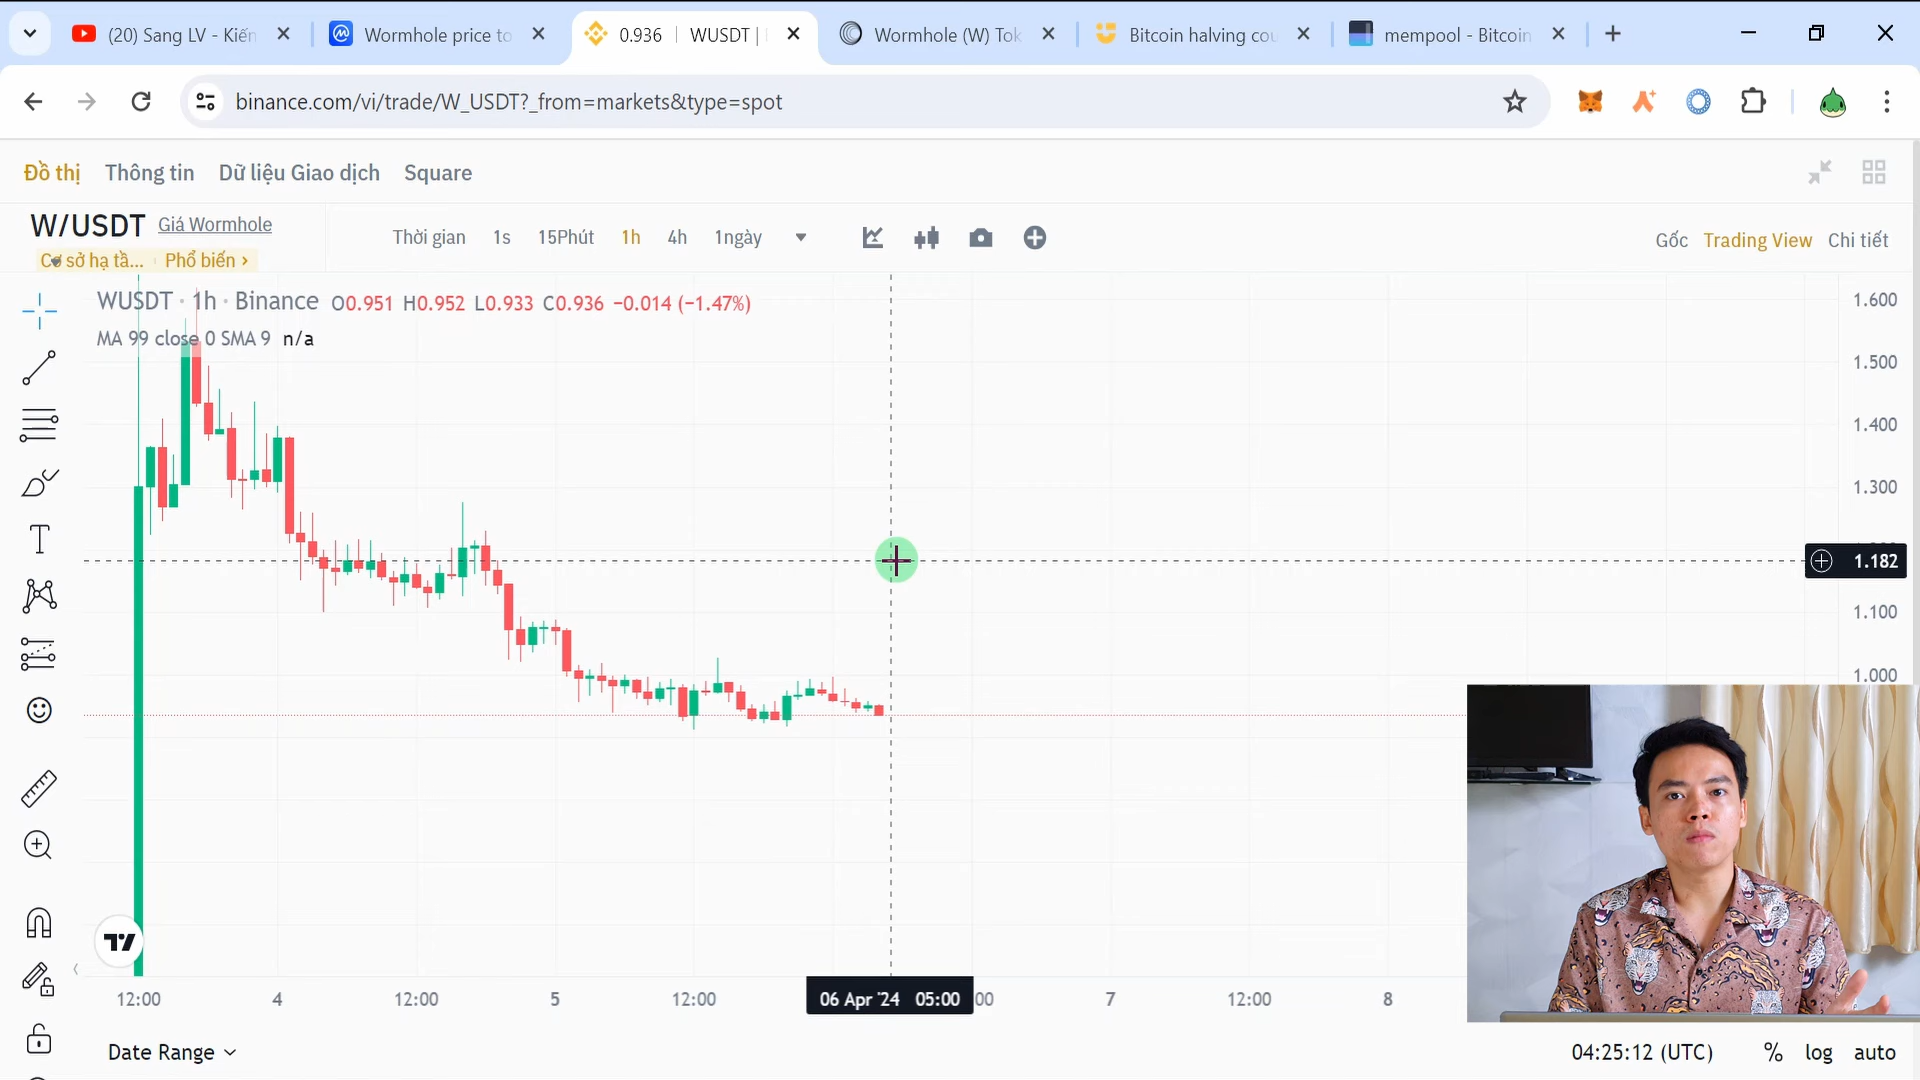 (20) Sang LV - Kiến
Wormhole price to
0.936 | WUSDT |
Wormhole (W) Tok
Bitcoin halving cou
mempool - Bitcoin
binance.com/vi/trade/W_USDT?_from=markets&type=spot
Đồ thị Thông tin Dữ liệu Giao dịch Square
W/USDT Giá Wormhole
Cơ sở hạ tầ... Phổ biến ›
Thời gian 1s 15Phút 1h 4h 1ngày
Gốc Trading View Chi tiết
WUSDT · 1h · Binance O0.951 H0.952 L0.933 C0.936 −0.014 (−1.47%)
MA 99 close 0 SMA 9 n/a
1.600
1.500
1.400
1.300
1.182
1.100
1.000
12:00 4 12:00 5 12:00 06 Apr '24 05:00 :00 7 12:00 8
Date Range
04:25:12 (UTC) % log auto